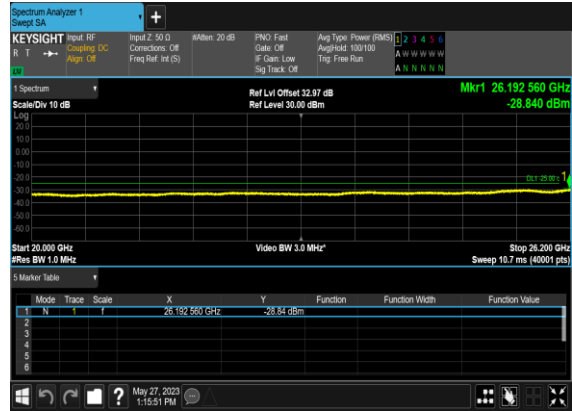 Spectrum Analyzer 1
Swept SA
KEYSIGHT Input: RF Input Z: 50 Ω #Atten: 20 dB PNO: Fast Avg Type: Power (RMS) 1 2 3 4 5 6
R T Coupling: DC Corrections: Off Gate: Off Avg|Hold: 100/100 A W W W W W
Align: Off Freq Ref: Int (S) IF Gain: Low Trig: Free Run
Sig Track: Off A N N N N N
1 Spectrum Ref Lvl Offset 32.97 dB Mkr1 26.192 560 GHz
Scale/Div 10 dB Ref Level 30.00 dBm -28.840 dBm
Log
20.0
10.0
0.00
-10.0
-20.0
-30.0
-40.0
-50.0
-60.0
1
Start 20.000 GHz Video BW 3.0 MHz* Stop 26.200 GHz
#Res BW 1.0 MHz Sweep 10.7 ms (40001 pts)
5 Marker Table
Mode Trace Scale X Y Function Function Width Function Value
1 N 1 f 26.192 560 GHz -28.84 dBm
2
3
4
5
6
May 27, 2023
1:15:51 PM